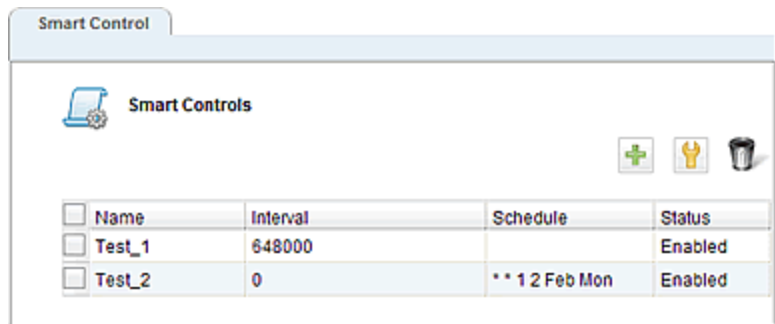 Smart Control
Smart Controls
Name Interval Schedule Status
Test_1 648000 Enabled
Test_2 0 * * 1 2 Feb Mon Enabled